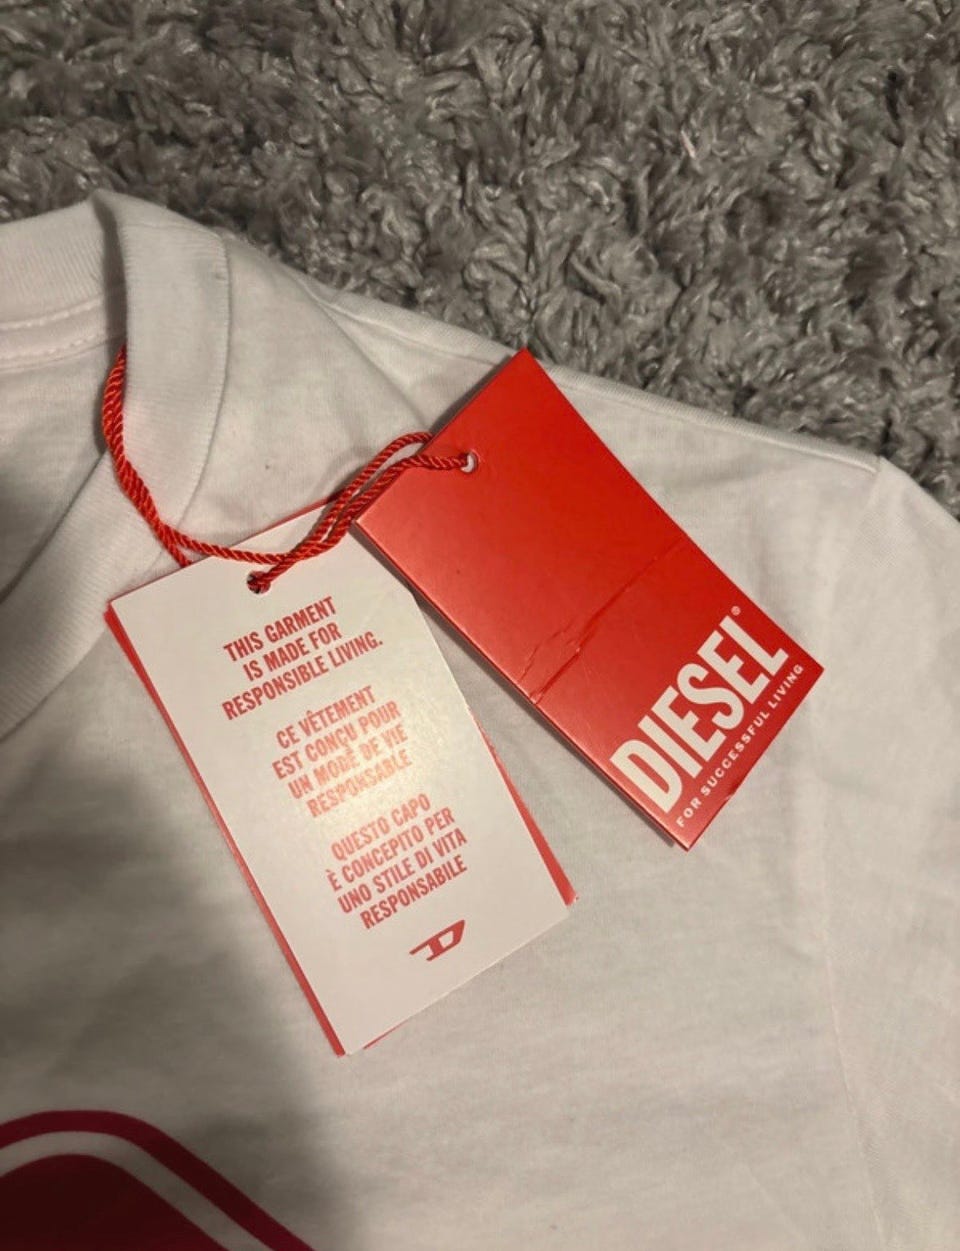 THIS GARMENT
IS MADE FOR
RESPONSIBLE LIVING.
CE VÊTEMENT
EST CONÇU POUR
UN MODE DE VIE
RESPONSABLE
QUESTO CAPO
È CONCEPITO PER
UNO STILE DI VITA
RESPONSABILE
D
DIESEL®
FOR SUCCESSFUL LIVING